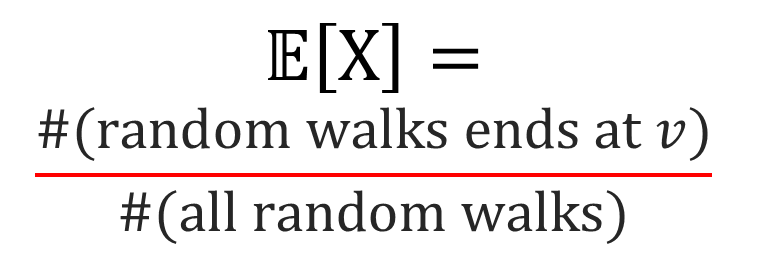 𝔼[X] =
#(random walks ends at 𝑣)
#(all random walks)